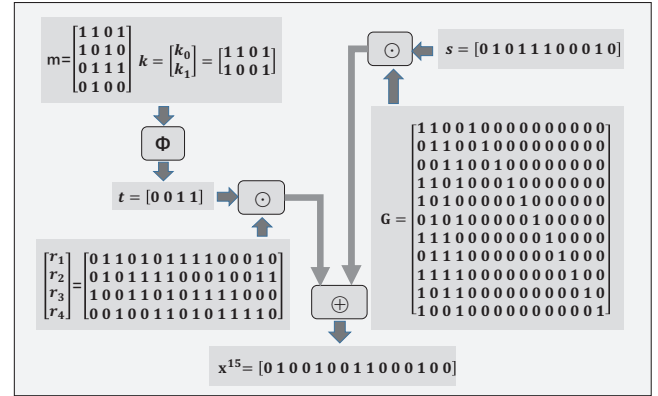 m= [1 1 0 1
1 0 1 0
0 1 1 1
0 1 0 0]
k = [k₀
k₁] = [1 1 0 1
1 0 0 1]
⊙
s = [0 1 0 1 1 1 0 0 0 1 0]
Φ
t = [0 0 1 1]
⊙
G = [1 1 0 0 1 0 0 0 0 0 0 0 0 0 0
0 1 1 0 0 1 0 0 0 0 0 0 0 0 0
0 0 1 1 0 0 1 0 0 0 0 0 0 0 0
1 1 0 1 0 0 0 1 0 0 0 0 0 0 0
1 0 1 0 0 0 0 0 1 0 0 0 0 0 0
0 1 0 1 0 0 0 0 0 1 0 0 0 0 0
1 1 1 0 0 0 0 0 0 0 1 0 0 0 0
0 1 1 1 0 0 0 0 0 0 0 1 0 0 0
1 1 1 1 0 0 0 0 0 0 0 0 1 0 0
1 0 1 1 0 0 0 0 0 0 0 0 0 1 0
1 0 0 1 0 0 0 0 0 0 0 0 0 0 1]
[r₁
r₂
r₃
r₄] = [0 1 1 0 1 0 1 1 1 1 0 0 0 1 0
0 1 0 1 1 1 1 0 0 0 1 0 0 1 1
1 0 0 1 1 0 1 0 1 1 1 1 0 0 0
0 0 1 0 0 1 1 0 1 0 1 1 1 1 0]
⊕
x¹⁵= [0 1 0 0 1 0 0 1 1 0 0 0 1 0 0]